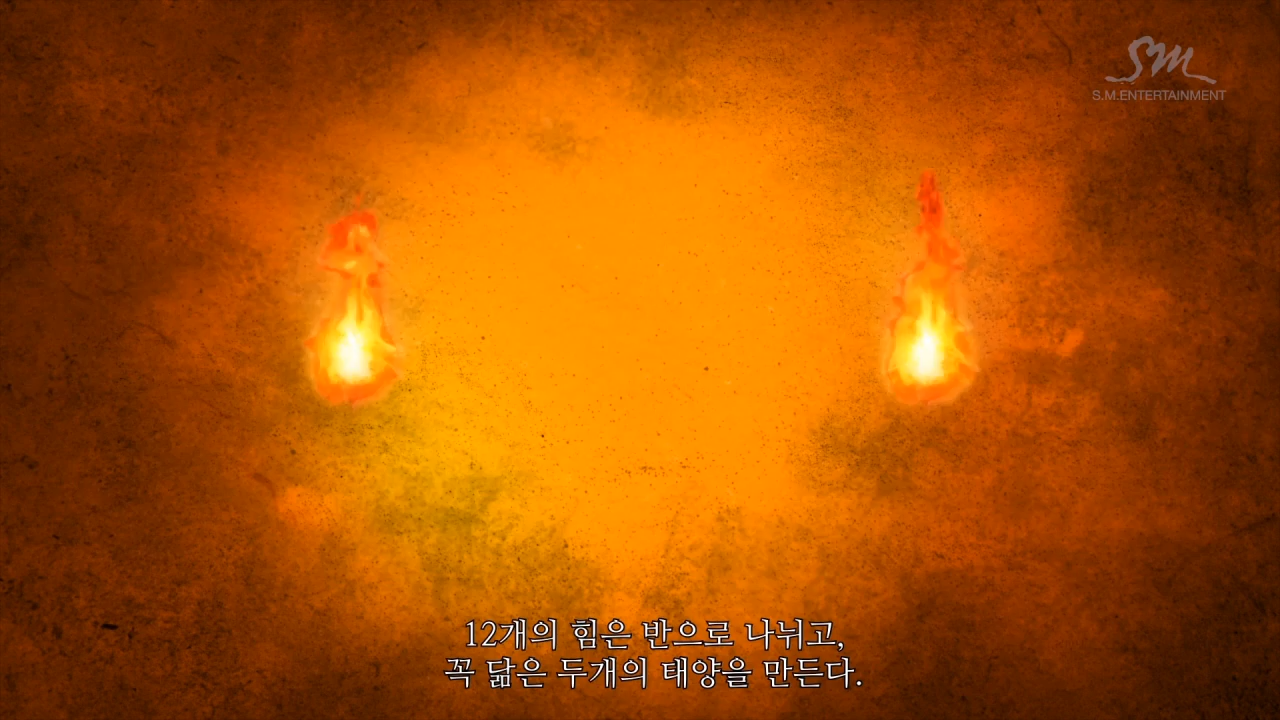 SM
S.M.ENTERTAINMENT
12개의 힘은 반으로 나뉘고,
꼭 닮은 두개의 태양을 만든다.